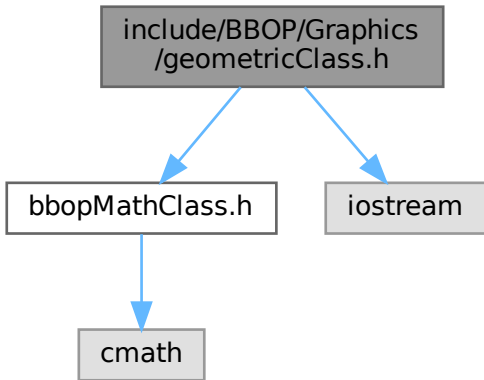 include/BBOP/Graphics
/geometricClass.h
bbopMathClass.h
iostream
cmath